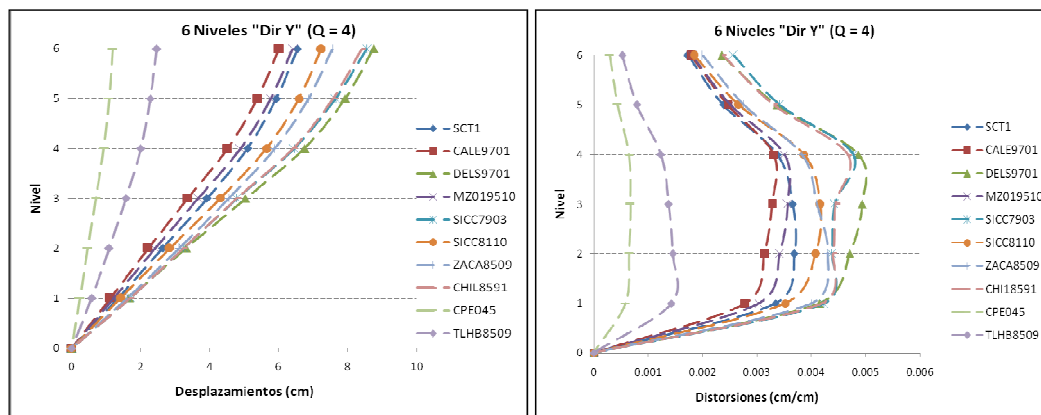 6 Niveles "Dir Y" (Q = 4)
Nivel
6
5
4
3
2
1
0
0 2 4 6 8 10
Desplazamientos (cm)
SCT1
CALE9701
DELS9701
MZ019510
SICC7903
SICC8110
ZACA8509
CHIL8591
CPE045
TLHB8509
6 Niveles "Dir Y" (Q = 4)
Nivel
6
5
4
3
2
1
0
0 0.001 0.002 0.003 0.004 0.005 0.006
Distorsiones (cm/cm)
SCT1
CALE9701
DELS9701
MZ019510
SICC7903
SICC8110
ZACA8509
CHI18591
CPE045
TLHB8509